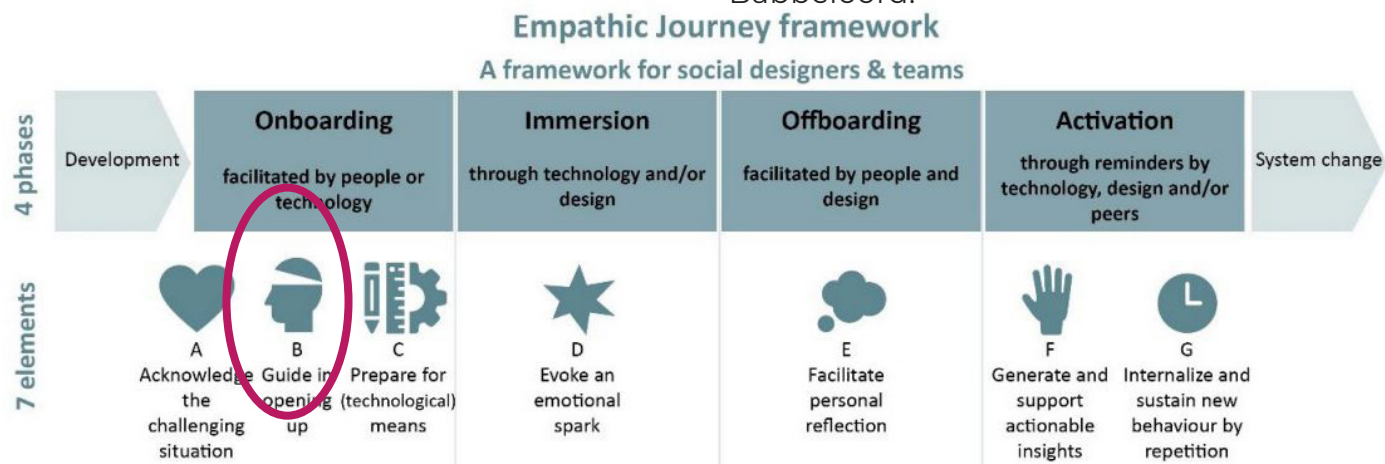 Empathic Journey framework
A framework for social designers & teams
4 phases
Development
Onboarding
facilitated by people or
technology
Immersion
through technology and/or
design
Offboarding
facilitated by people and
design
Activation
through reminders by
technology, design and/or
peers
System change
7 elements
A
Acknowledge
the
challenging
situation
B
Guide in
opening
up
C
Prepare for
(technological)
means
D
Evoke an
emotional
spark
E
Facilitate
personal
reflection
F
Generate and
support
actionable
insights
G
Internalize and
sustain new
behaviour by
repetition